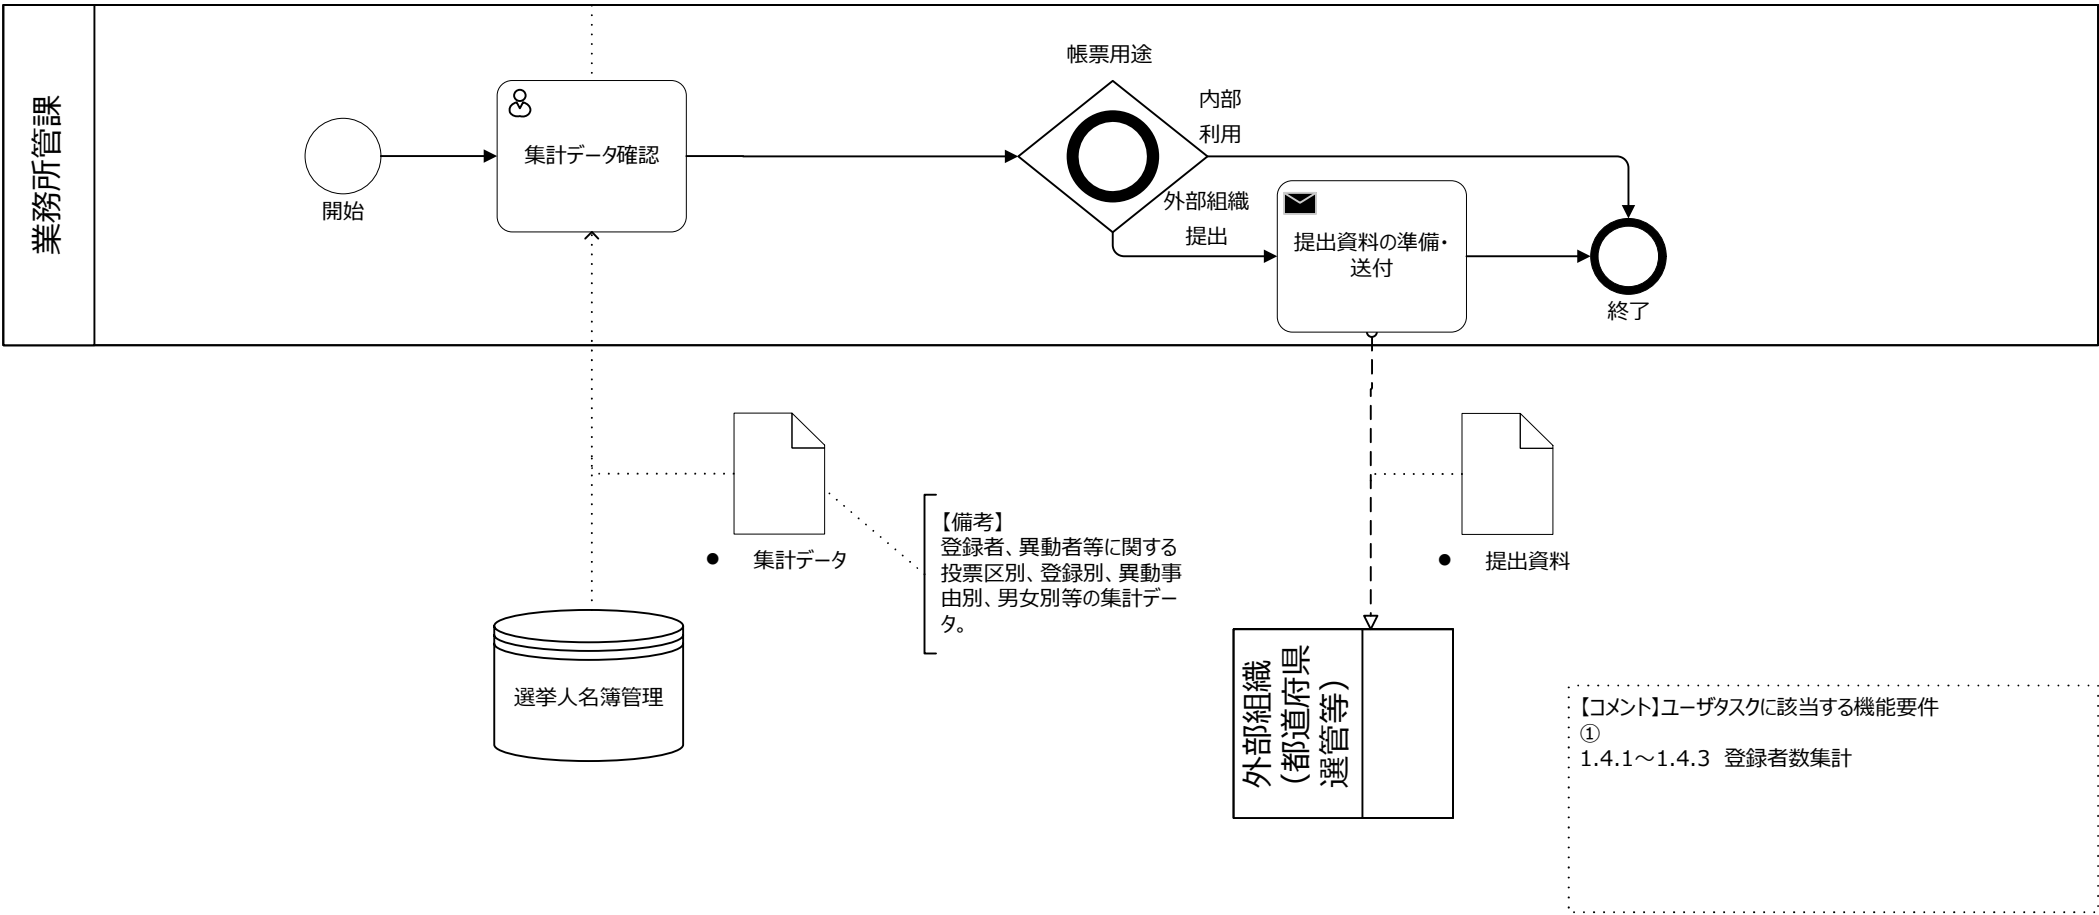 業務所管課
開始
集計データ確認
帳票用途
内部
利用
外部組織
提出
提出資料の準備・
送付
終了
● 集計データ
【備考】
登録者、異動者等に関する
投票区別、登録別、異動事
由別、男女別等の集計デー
タ。
● 提出資料
選挙人名簿管理
外部組織
（都道府県
選管等）
【コメント】ユーザタスクに該当する機能要件
①
1.4.1～1.4.3 登録者数集計